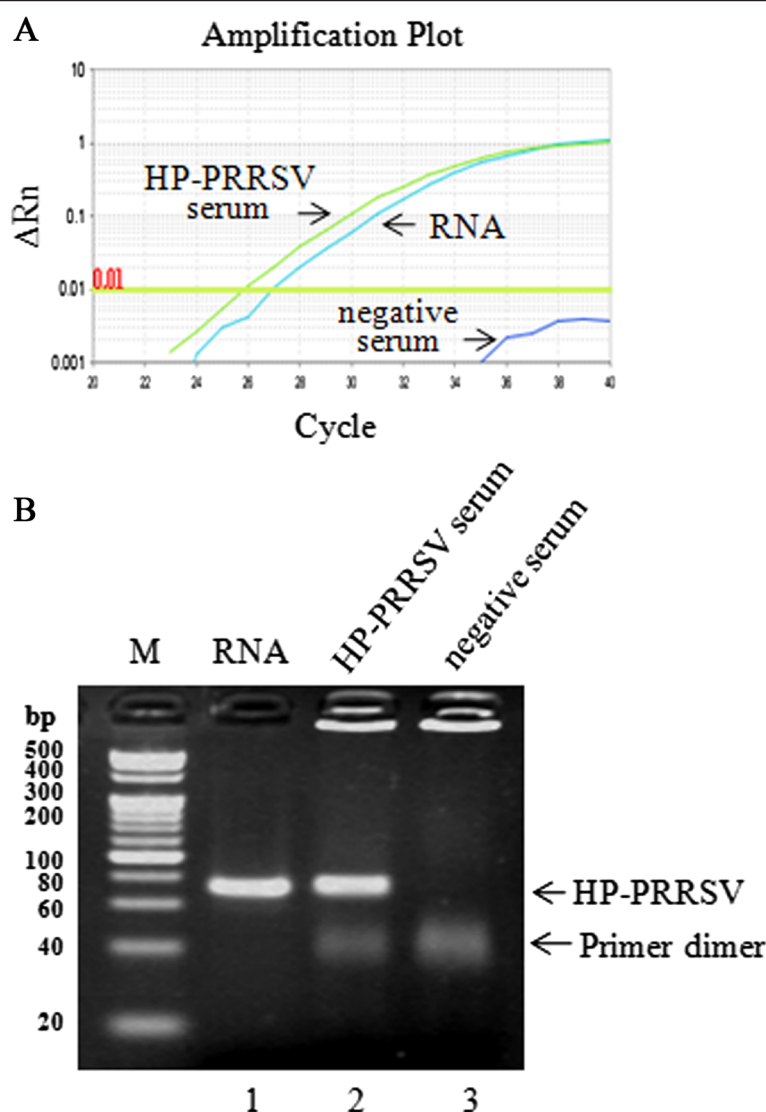 A
Amplification Plot
10
1
0.1
0.01
0.001
0.01
ΔRn
HP-PRRSV
serum
RNA
negative
serum
20 22 24 26 28 30 32 34 36 38 40
Cycle
B
M RNA HP-PRRSV serum negative serum
bp
500
400
300
200
100
80
60
40
20
HP-PRRSV
Primer dimer
1 2 3